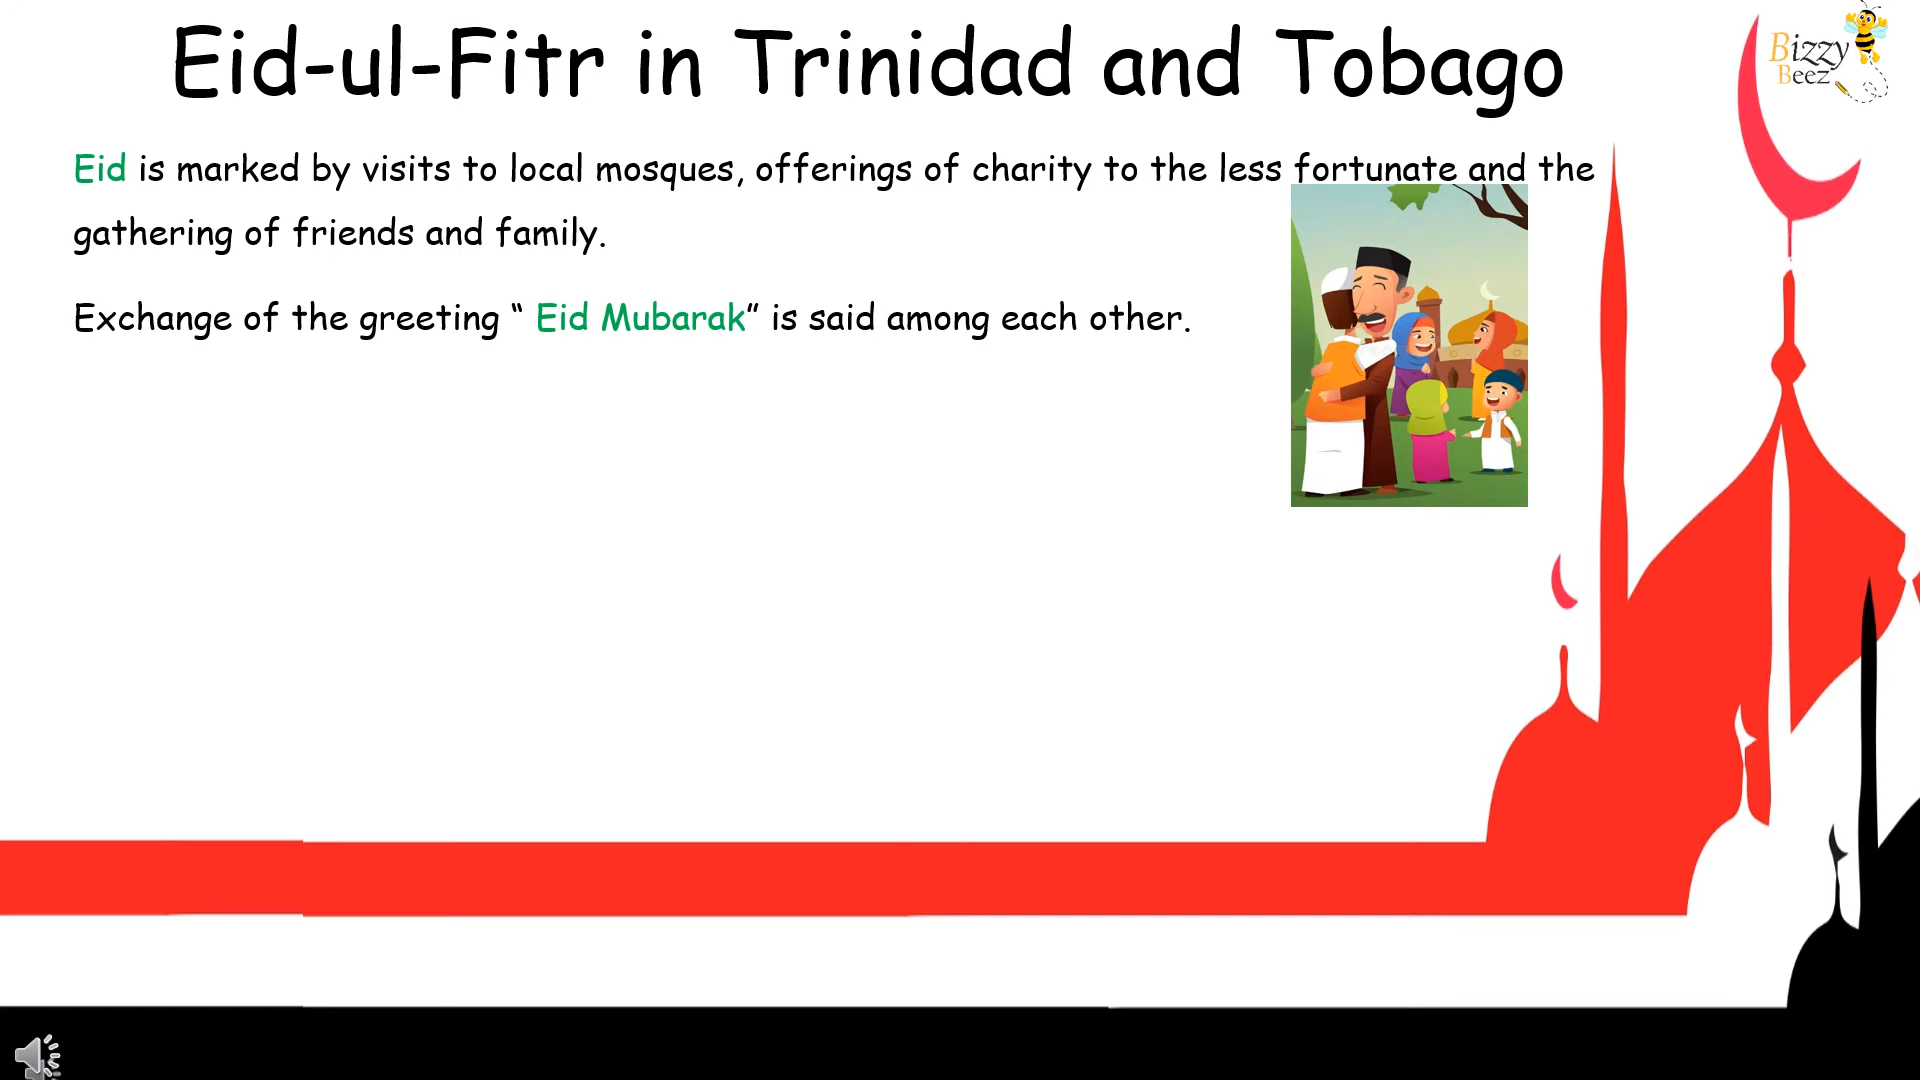 Eid-ul-Fitr in Trinidad and Tobago
Bizzy
Beez
Eid is marked by visits to local mosques, offerings of charity to the less fortunate and the
gathering of friends and family.
Exchange of the greeting “ Eid Mubarak” is said among each other.